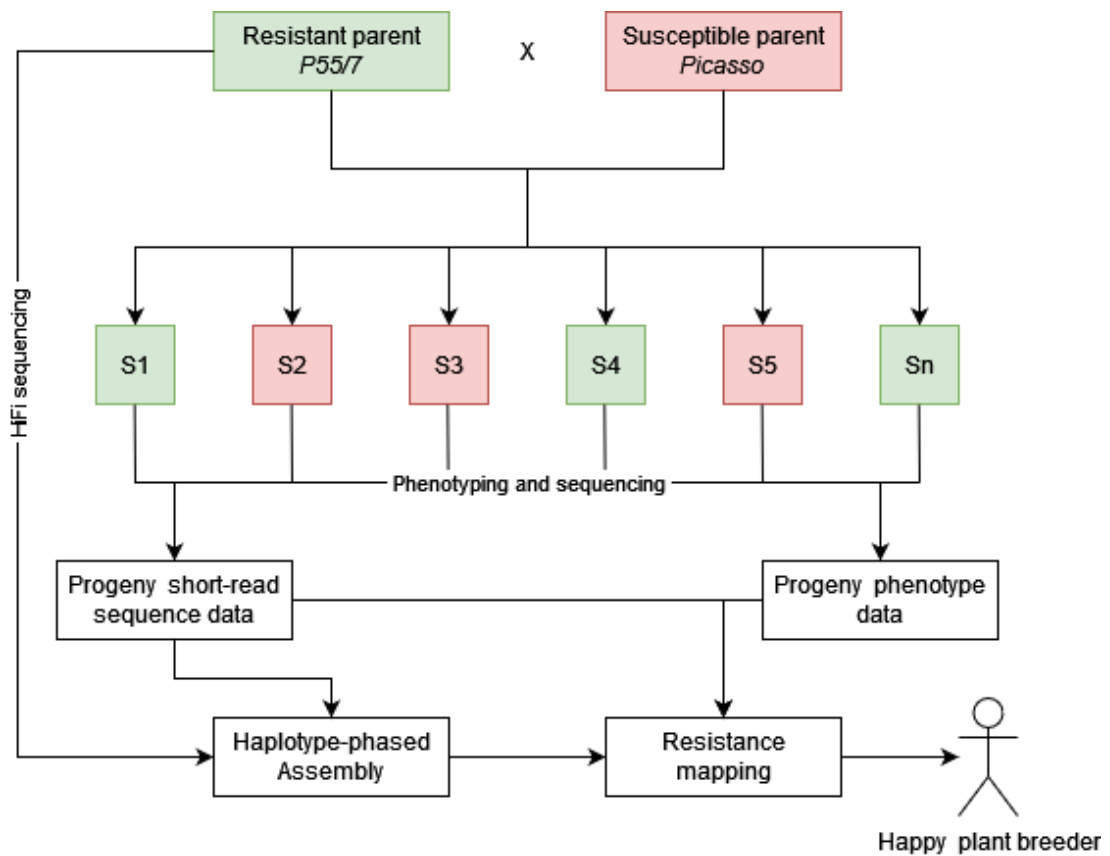 Resistant parent
P55/7
X
Susceptible parent
Picasso
HiFi sequencing
S1
S2
S3
S4
S5
Sn
Phenotyping and sequencing
Progeny short-read
sequence data
Progeny phenotype
data
Haplotype-phased
Assembly
Resistance
mapping
Happy plant breeder